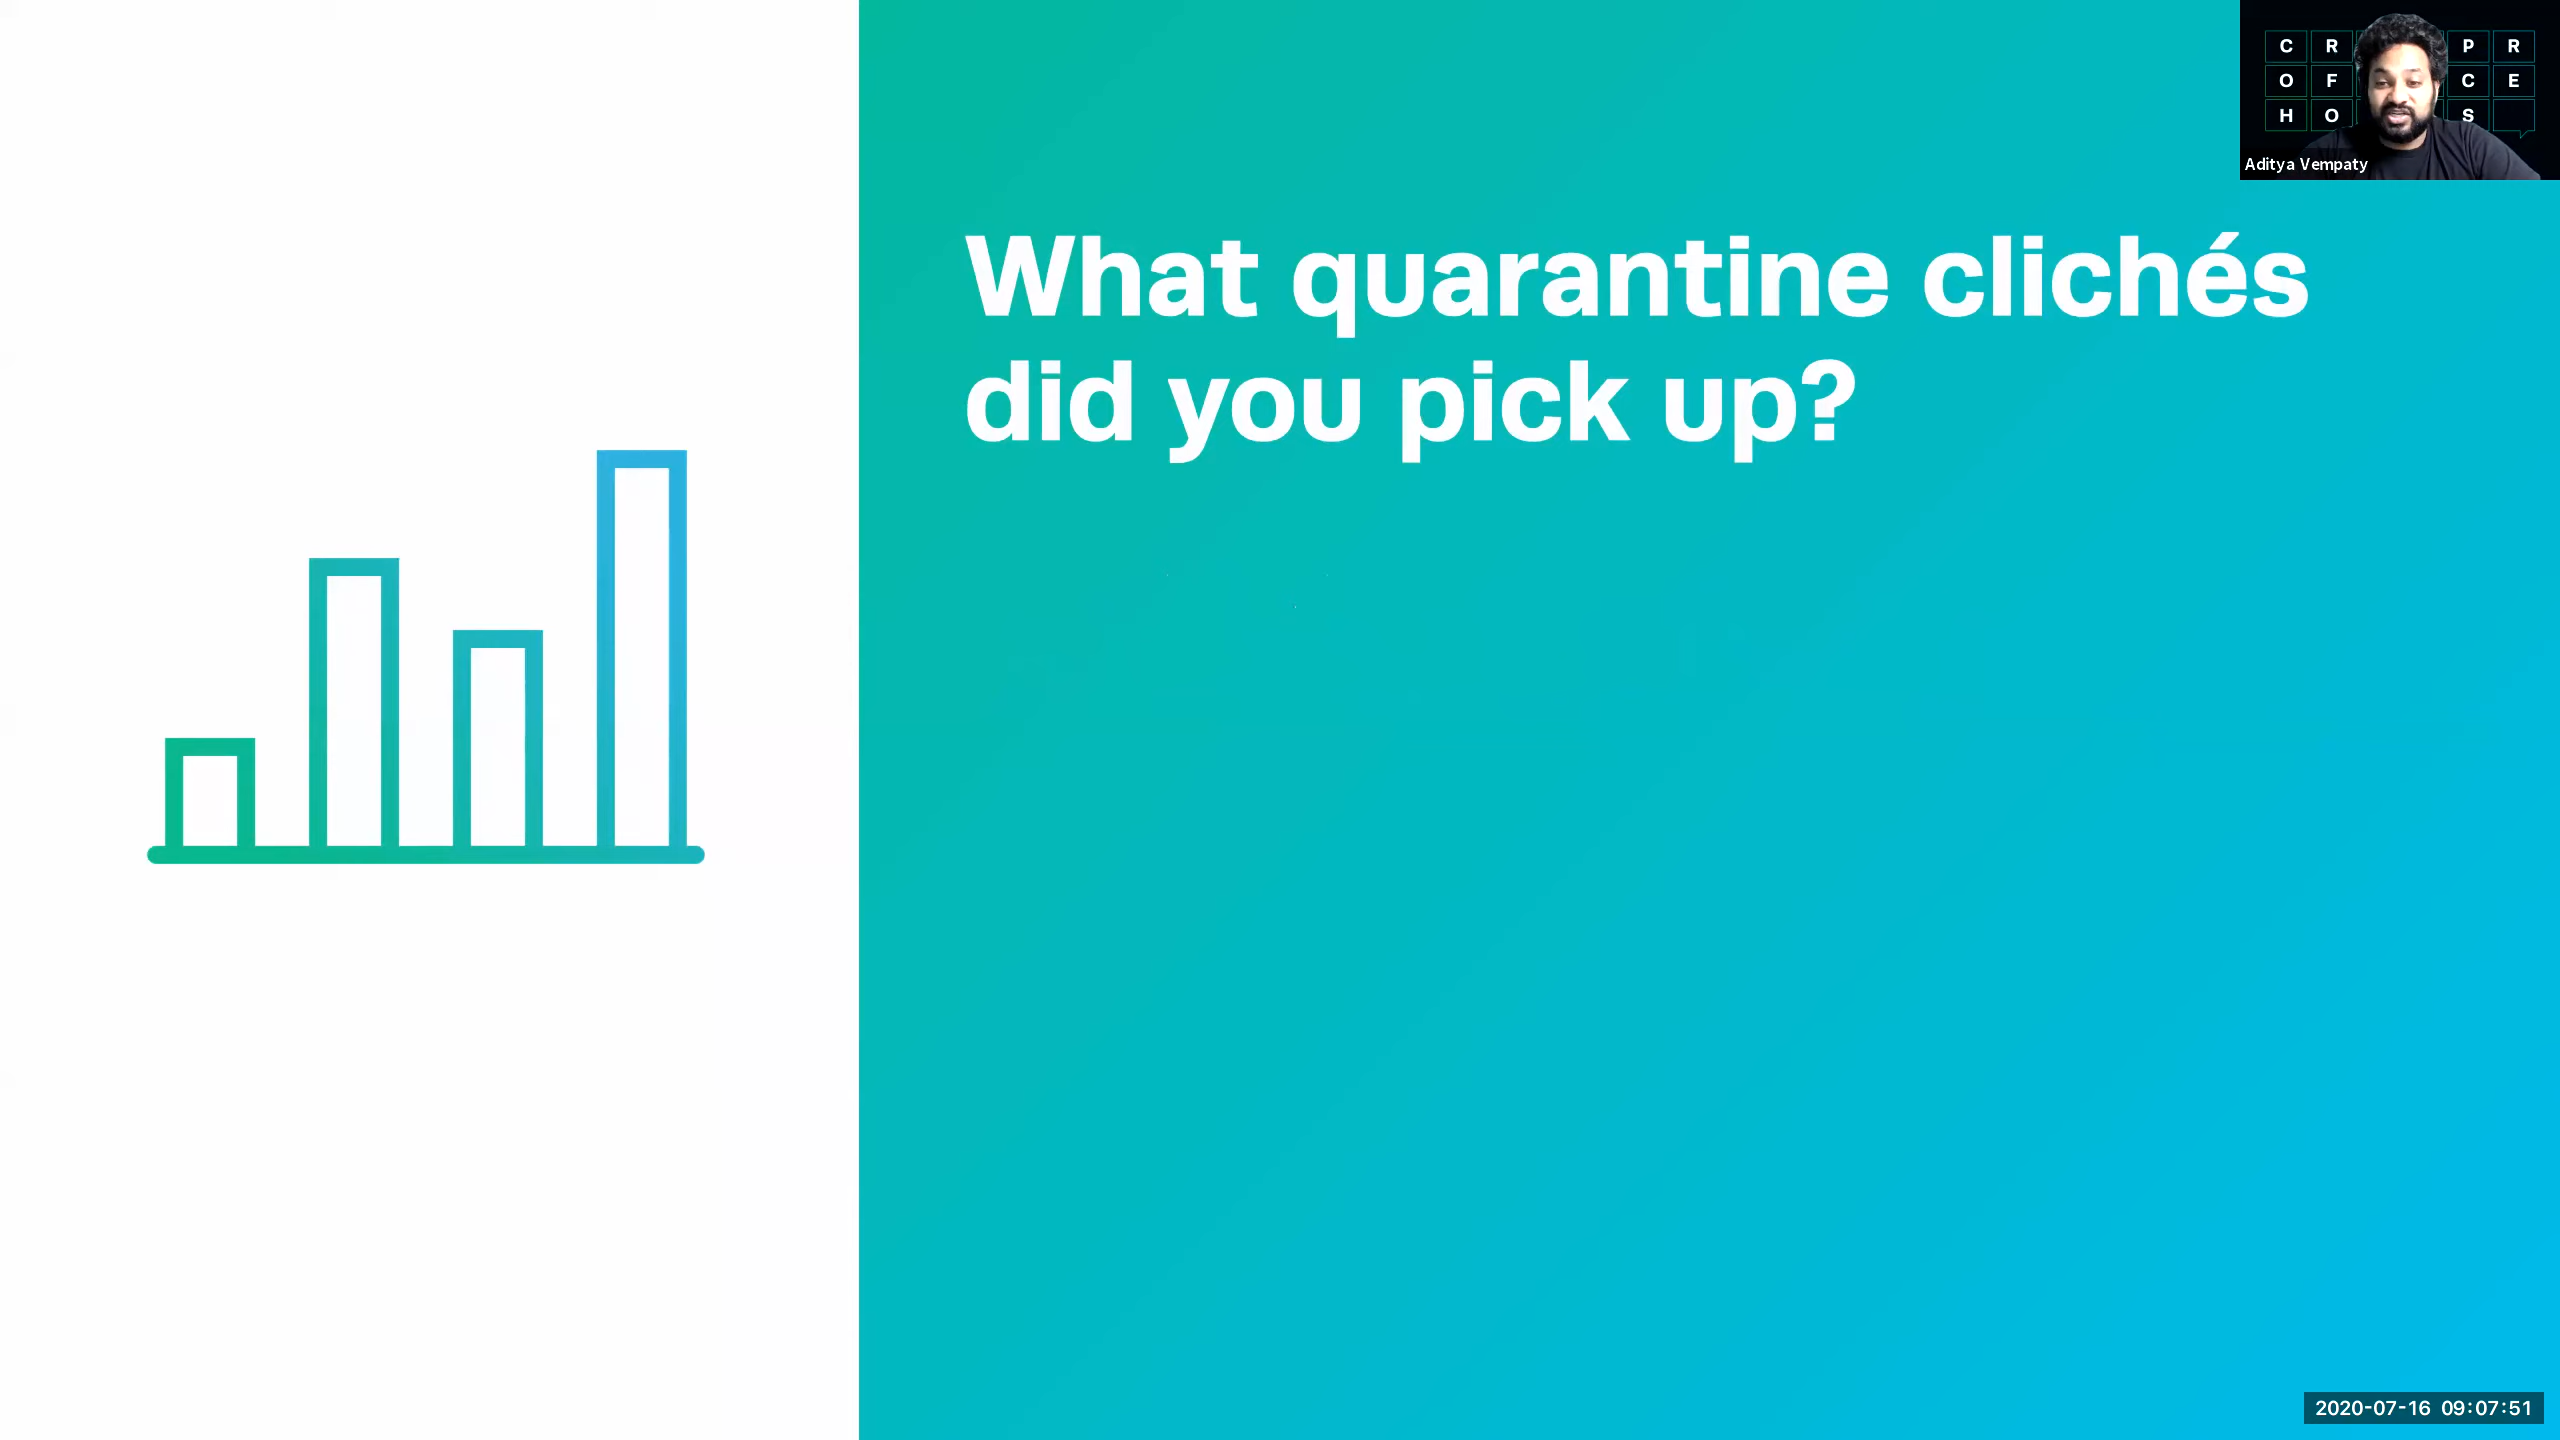 What quarantine clichés
did you pick up?
C R P R
O F C E
H O S
Aditya Vempaty
2020-07-16 09:07:51